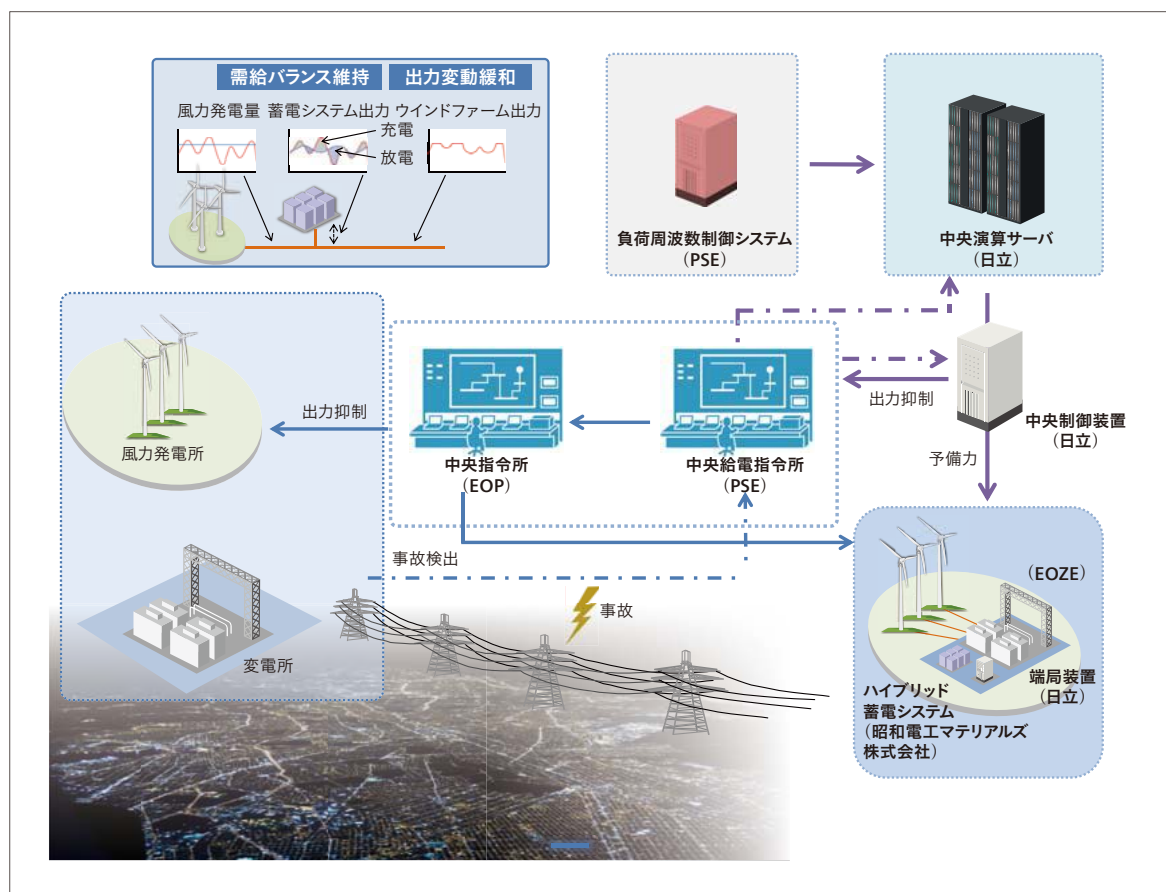 需給バランス維持
出力変動緩和
風力発電量
蓄電システム出力
ウインドファーム出力
充電
放電
負荷周波数制御システム
（PSE）
中央演算サーバ
（日立）
風力発電所
出力抑制
中央指令所
（EOP）
中央給電指令所
（PSE）
出力抑制
中央制御装置
（日立）
予備力
事故検出
事故
変電所
（EOZE）
端局装置
（日立）
ハイブリッド
蓄電システム
（昭和電工マテリアルズ
株式会社）